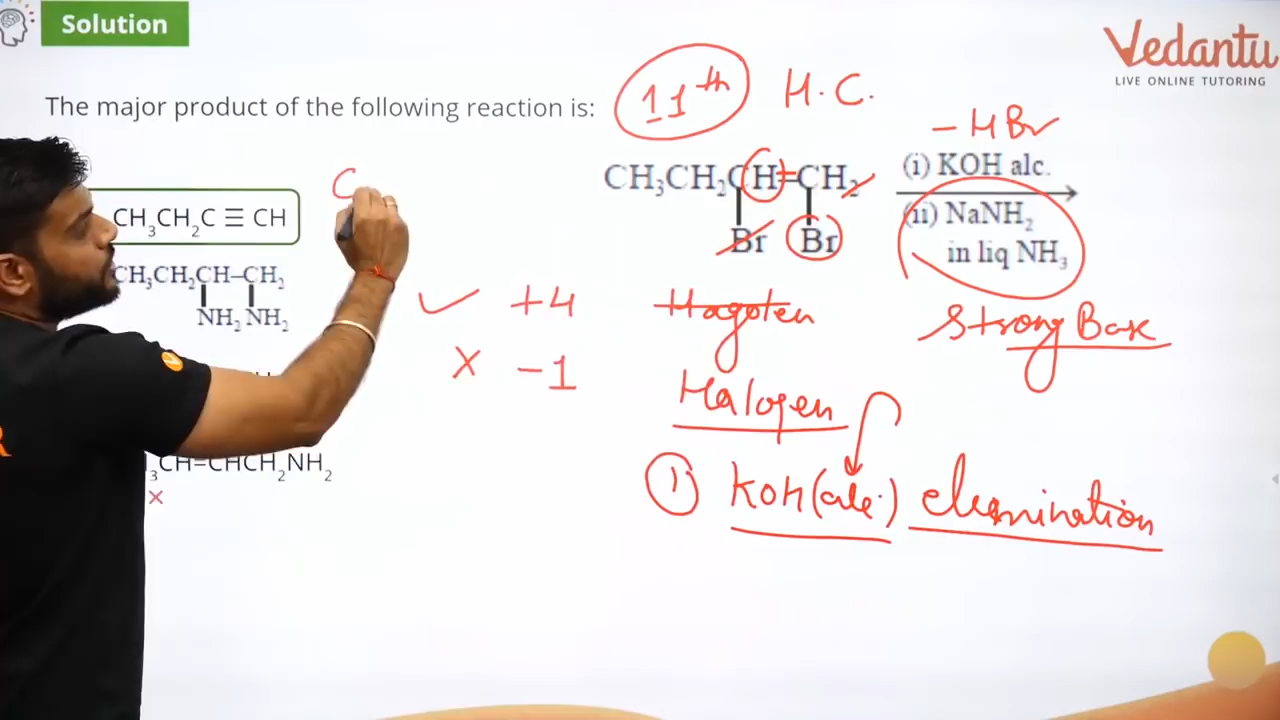 Solution
Vedantu
LIVE ONLINE TUTORING
The major product of the following reaction is:
11th H.C.
-HBr
CH3CH2CH=CH2
Br Br
(i) KOH alc.
(ii) NaNH2
in liq NH3
C
CH3CH2C ≡ CH
CH3CH2CH–CH2
NH2 NH2
✓ +4
x -1
Strong Base
Halogen
① KOH(alc.) elemination
CH=CHCH2NH2
×